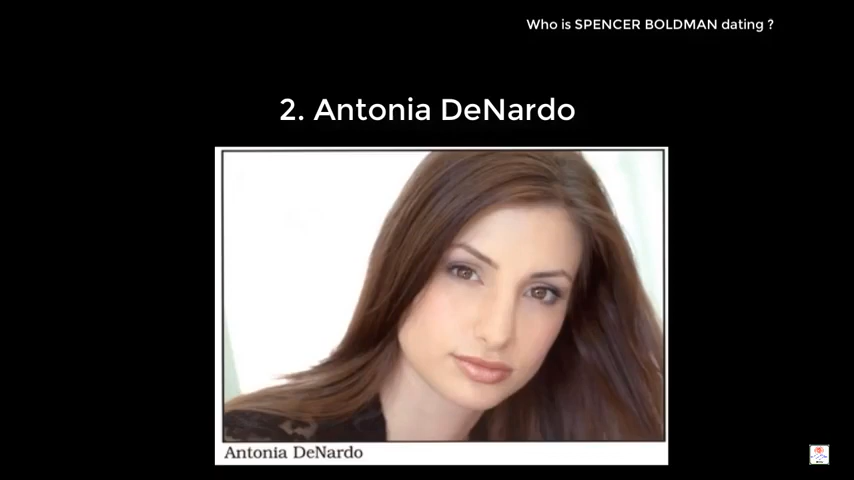 Who is SPENCER BOLDMAN dating ?
2. Antonia DeNardo
Antonia DeNardo